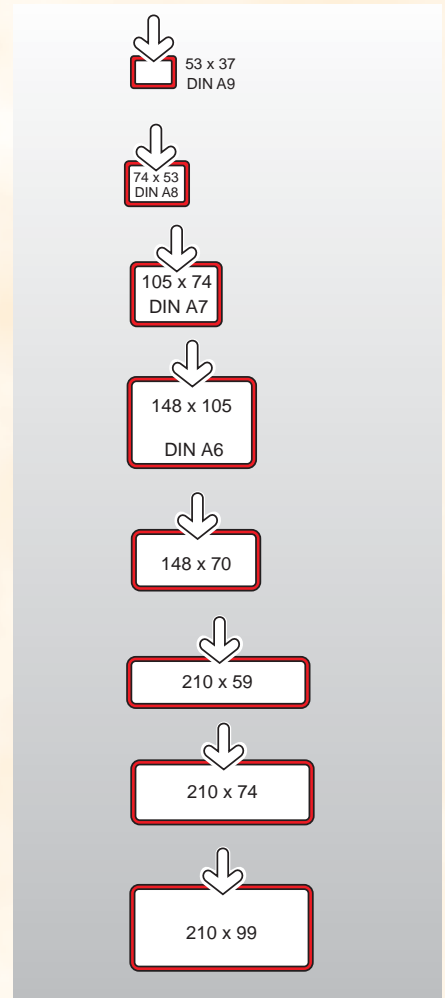 53 x 37
DIN A9
74 x 53
DIN A8
105 x 74
DIN A7
148 x 105
DIN A6
148 x 70
210 x 59
210 x 74
210 x 99